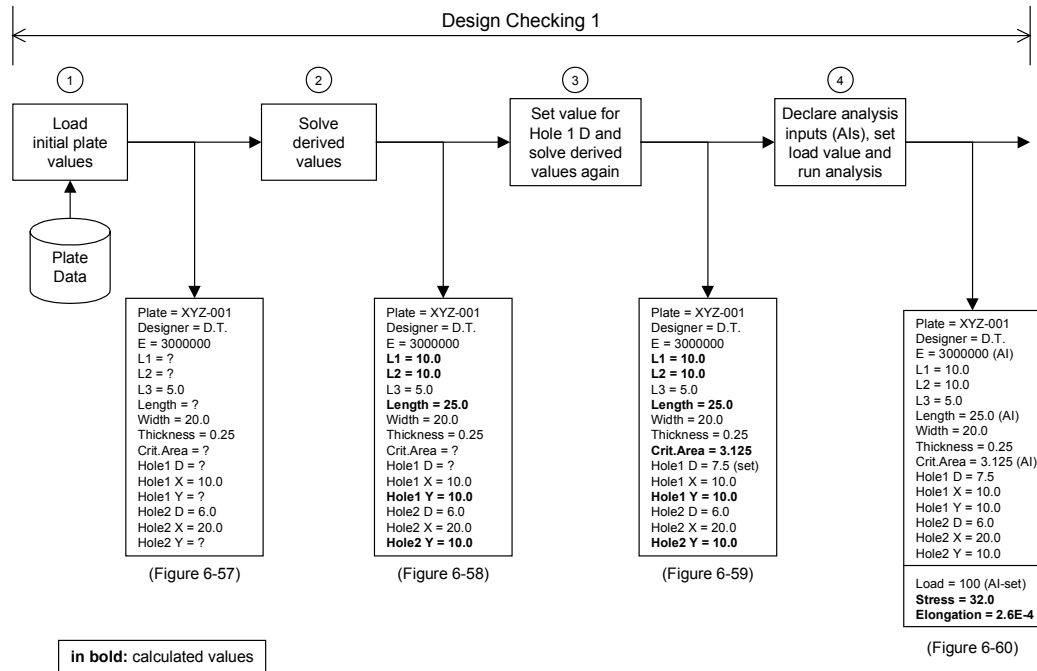 Design Checking 1
1
Load
initial plate
values
Plate
Data
2
Solve
derived
values
3
Set value for
Hole 1 D and
solve derived
values again
4
Declare analysis
inputs (AIs), set
load value and
run analysis
Plate = XYZ-001
Designer = D.T.
E = 3000000
L1 = ?
L2 = ?
L3 = 5.0
Length = ?
Width = 20.0
Thickness = 0.25
Crit.Area = ?
Hole1 D = ?
Hole1 X = 10.0
Hole1 Y = ?
Hole2 D = 6.0
Hole2 X = 20.0
Hole2 Y = ?
(Figure 6-57)
Plate = XYZ-001
Designer = D.T.
E = 3000000
L1 = 10.0
L2 = 10.0
L3 = 5.0
Length = 25.0
Width = 20.0
Thickness = 0.25
Crit.Area = ?
Hole1 D = ?
Hole1 X = 10.0
Hole1 Y = 10.0
Hole2 D = 6.0
Hole2 X = 20.0
Hole2 Y = 10.0
(Figure 6-58)
Plate = XYZ-001
Designer = D.T.
E = 3000000
L1 = 10.0
L2 = 10.0
L3 = 5.0
Length = 25.0
Width = 20.0
Thickness = 0.25
Crit.Area = 3.125
Hole1 D = 7.5 (set)
Hole1 X = 10.0
Hole1 Y = 10.0
Hole2 D = 6.0
Hole2 X = 20.0
Hole2 Y = 10.0
(Figure 6-59)
Plate = XYZ-001
Designer = D.T.
E = 3000000 (AI)
L1 = 10.0
L2 = 10.0
L3 = 5.0
Length = 25.0 (AI)
Width = 20.0
Thickness = 0.25
Crit.Area = 3.125 (AI)
Hole1 D = 7.5
Hole1 X = 10.0
Hole1 Y = 10.0
Hole2 D = 6.0
Hole2 X = 20.0
Hole2 Y = 10.0
Load = 100 (AI-set)
Stress = 32.0
Elongation = 2.6E-4
(Figure 6-60)
in bold: calculated values